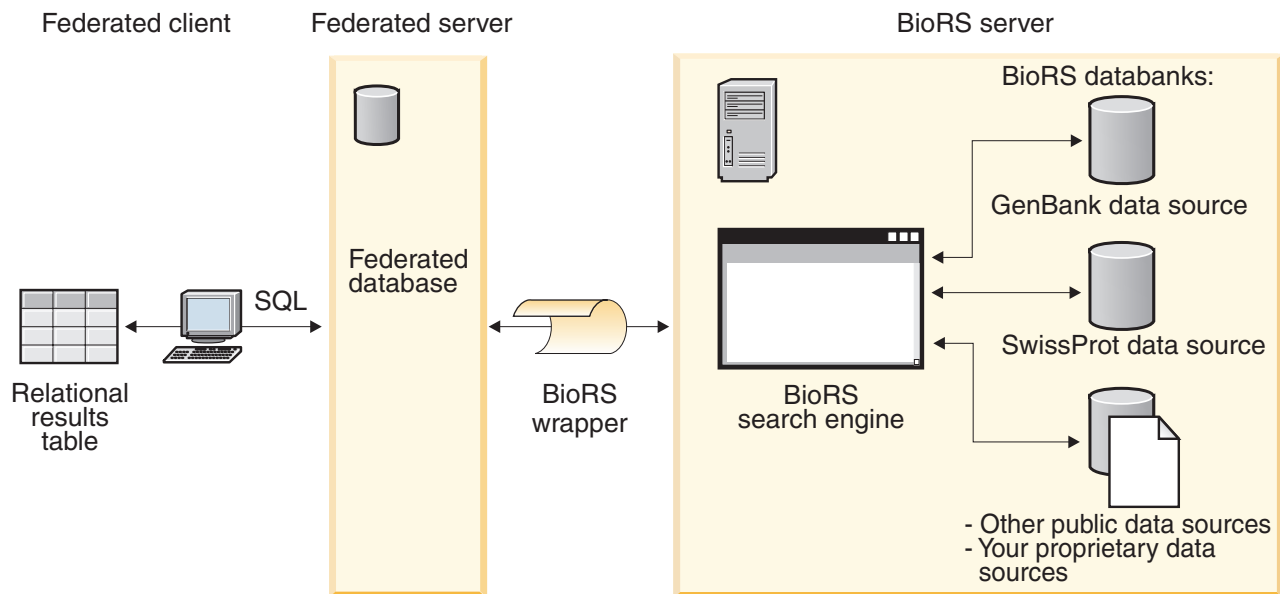 Federated client
Federated server
BioRS server
BioRS databanks:
GenBank data source
Federated
database
SQL
SwissProt data source
Relational
results
table
BioRS
wrapper
BioRS
search engine
- Other public data sources
- Your proprietary data
sources